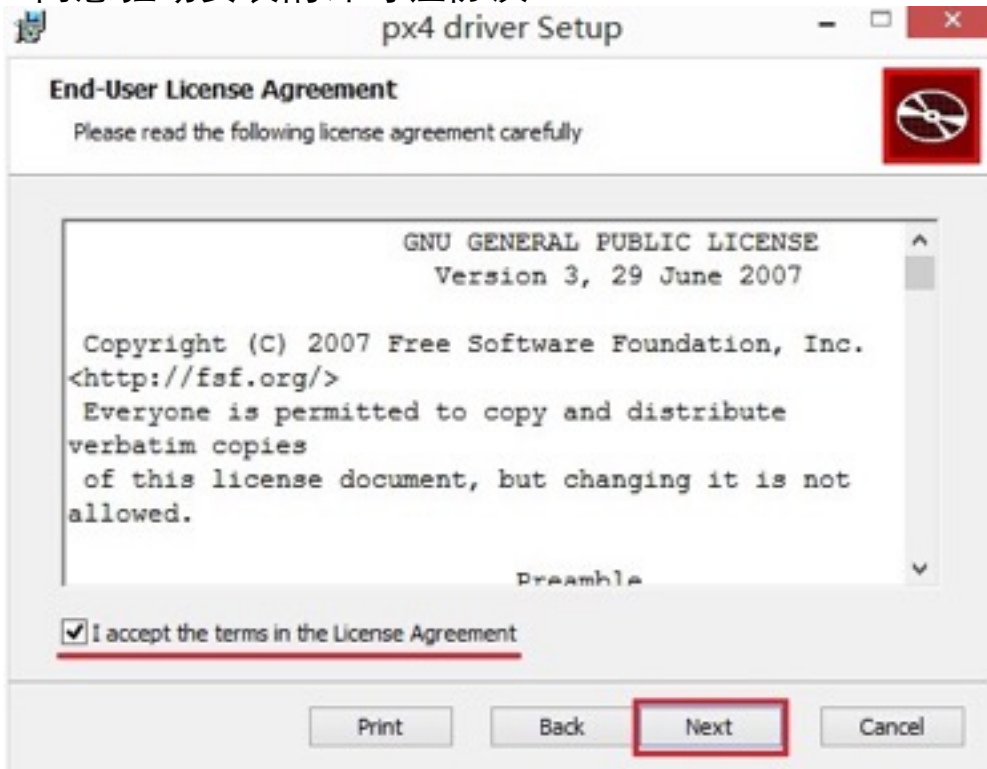 px4 driver Setup
End-User License Agreement
Please read the following license agreement carefully
GNU GENERAL PUBLIC LICENSE
Version 3, 29 June 2007
Copyright (C) 2007 Free Software Foundation, Inc.
<http://fsf.org/>
Everyone is permitted to copy and distribute
verbatim copies
of this license document, but changing it is not
allowed.
Preamble
I accept the terms in the License Agreement
Print Back Next Cancel